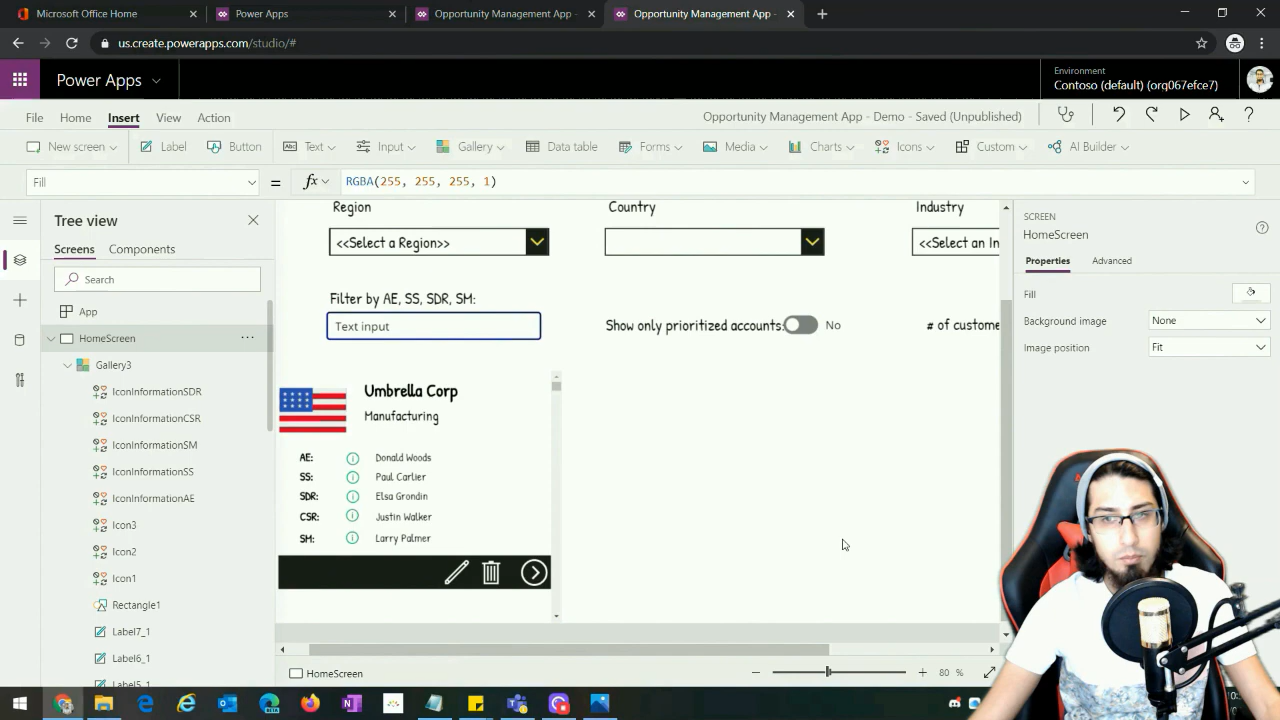 Microsoft Office Home
Power Apps
Opportunity Management App -
Opportunity Management App -
us.create.powerapps.com/studio/#
Power Apps
Environment
Contoso (default) (orq067efce7)
File
Home
Insert
View
Action
Opportunity Management App - Demo - Saved (Unpublished)
New screen
Label
Button
Text
Input
Gallery
Data table
Forms
Media
Charts
Icons
Custom
AI Builder
Fill
=
fx
RGBA(255, 255, 255, 1)
Tree view
Screens
Components
Search
App
HomeScreen
Gallery3
IconInformationSDR
IconInformationCSR
IconInformationSM
IconInformationSS
IconInformationAE
Icon3
Icon2
Icon1
Rectangle1
Label7_1
Label6_1
Region
Country
Industry
<<Select a Region>>
<<Select an In
Filter by AE, SS, SDR, SM:
Text input
Show only prioritized accounts:
No
# of custome
Umbrella Corp
Manufacturing
AE: Donald Woods
SS: Paul Carlier
SDR: Elsa Grondin
CSR: Justin Walker
SM: Larry Palmer
HomeScreen
80 %
SCREEN
HomeScreen
Properties
Advanced
Fill
Background image
None
Image position
Fit